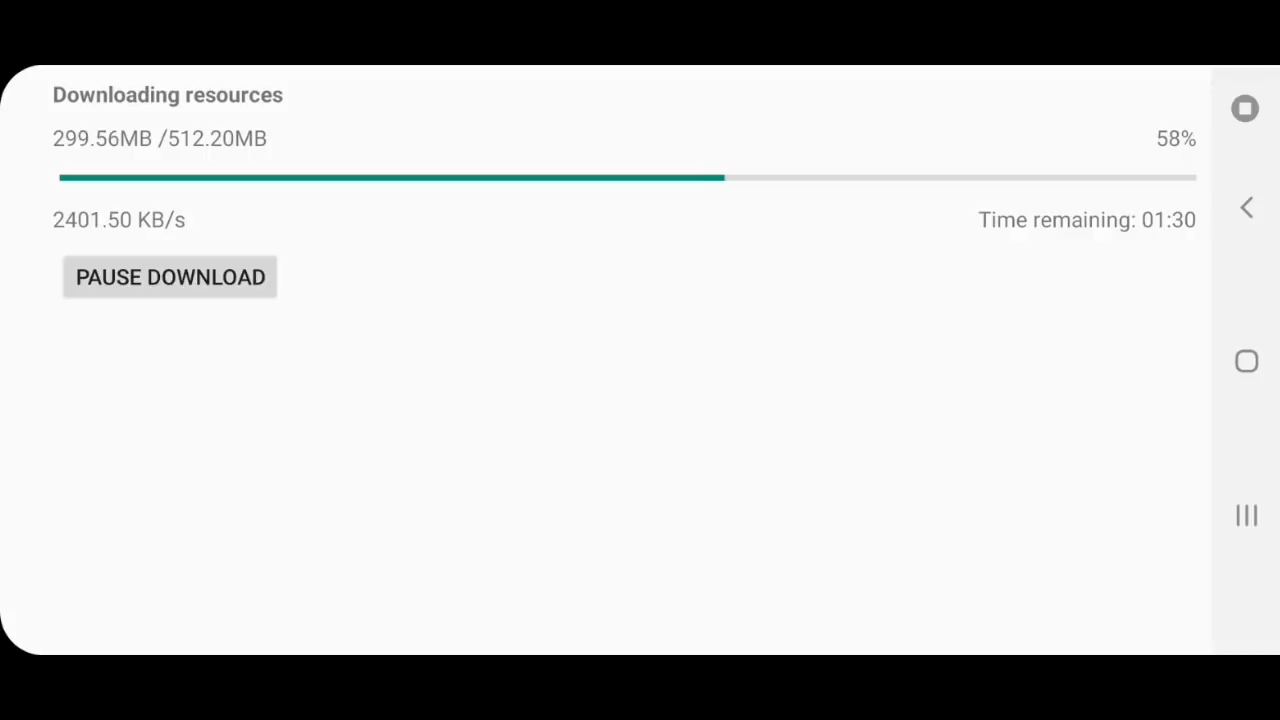 Downloading resources
299.56MB /512.20MB 58%
2401.50 KB/s Time remaining: 01:30
PAUSE DOWNLOAD